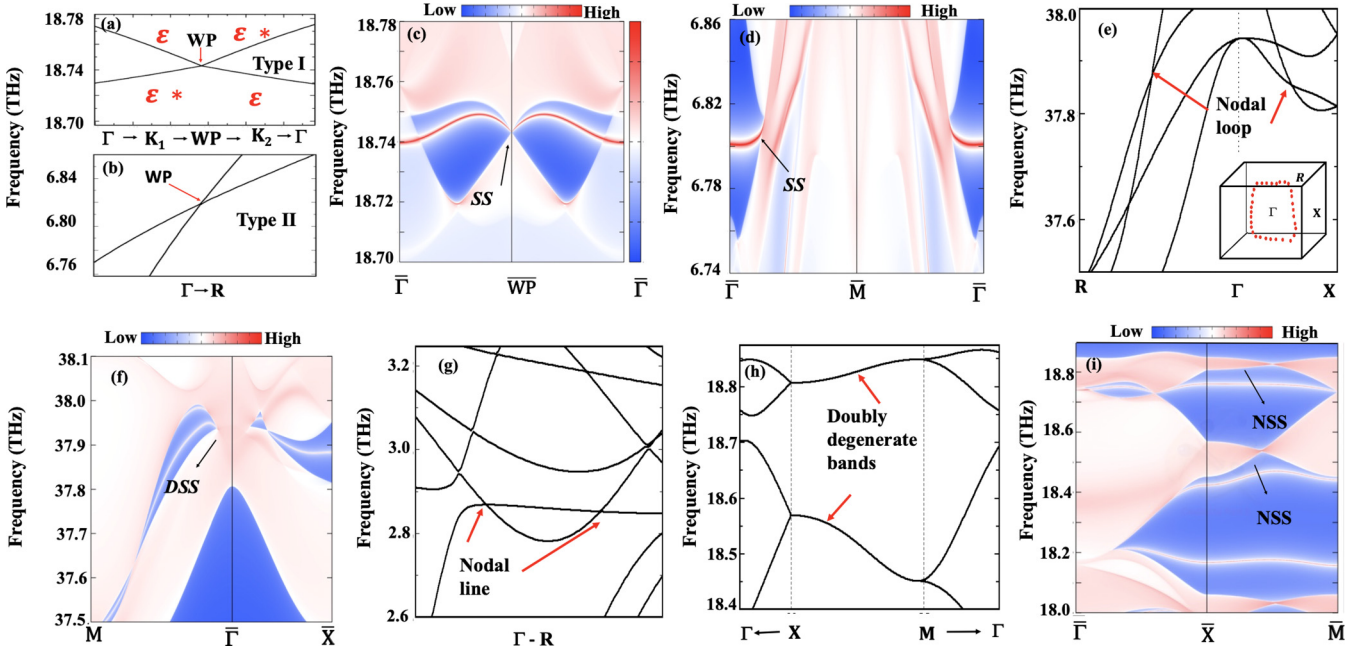 (a)
Frequency (THz)
18.78
18.74
18.70
ε
WP
ε *
Type I
ε *
ε
Γ → K₁ → WP → K₂ → Γ
(b)
6.84
6.80
6.76
WP
Type II
Γ→R
Low High
(c)
Frequency (THz)
18.78
18.76
18.74
18.72
18.70
SS
Γ̅ W̅P̅ Γ̅
Low High
(d)
Frequency (THz)
6.86
6.82
6.78
6.74
SS
Γ̅ M̅ Γ̅
(e)
Frequency (THz)
38.0
37.8
37.6
Nodal
loop
R
Γ
X
R Γ X
Low High
(f)
Frequency (THz)
38.1
38.0
37.9
37.8
37.7
37.6
37.5
DSS
M Γ̅ X̅
(g)
Frequency (THz)
3.2
3.0
2.8
2.6
Nodal
line
Γ - R
(h)
Frequency (THz)
18.8
18.7
18.6
18.5
18.4
Doubly
degenerate
bands
Γ ← X M → Γ
Low High
(i)
Frequency (THz)
18.8
18.6
18.4
18.2
18.0
NSS
NSS
Γ̅ X̅ M̅